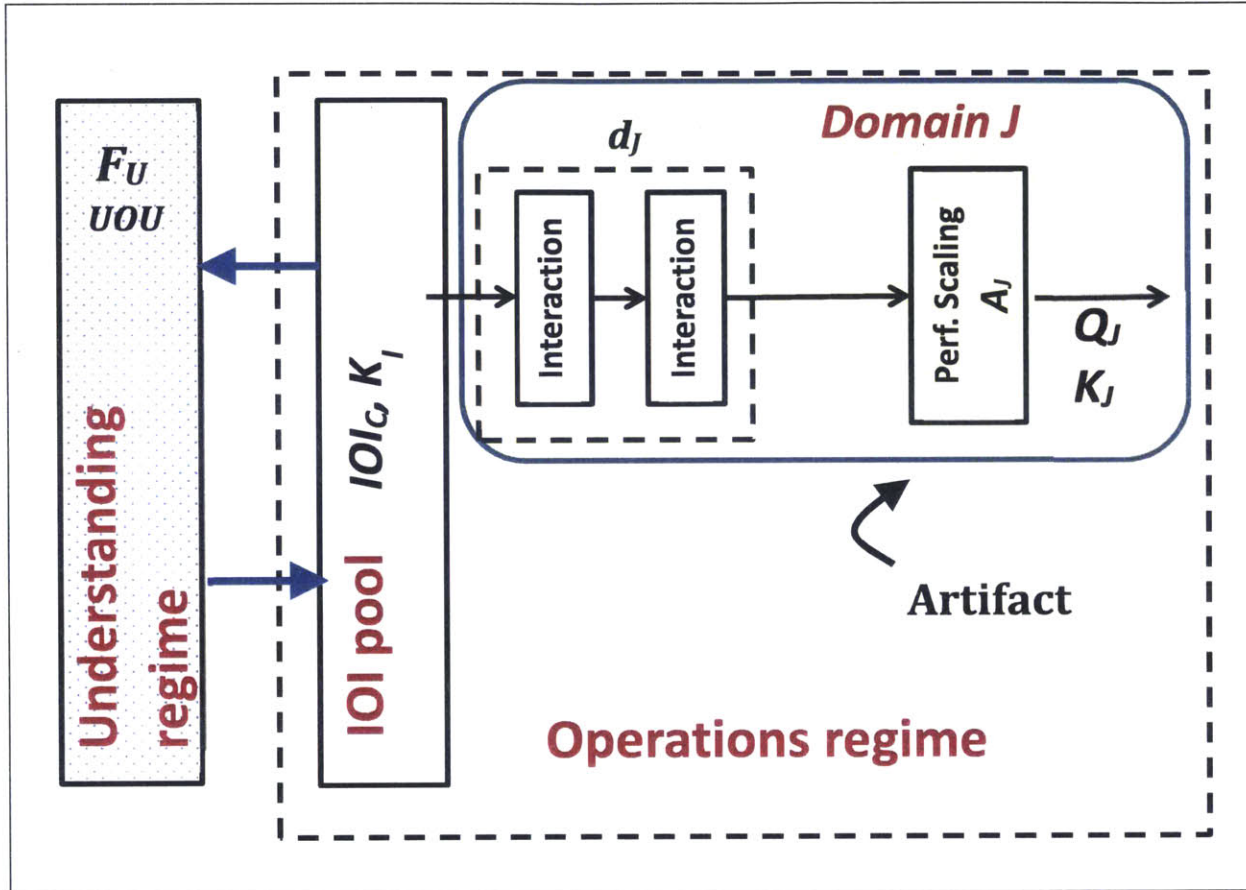 F_U
UOU
Understanding
regime
IOI pool IOI_C, K_I
d_J
Domain J
Interaction
Interaction
Perf. Scaling
A_J
Q_J
K_J
Artifact
Operations regime